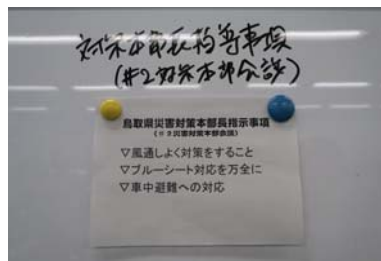 対策本部長指示事項
(#2対策本部会議)
鳥取県災害対策本部長指示事項
(#2災害対策本部会議)
▽風通しよく対策をすること
▽ブルーシート対応を万全に
▽車中避難への対応